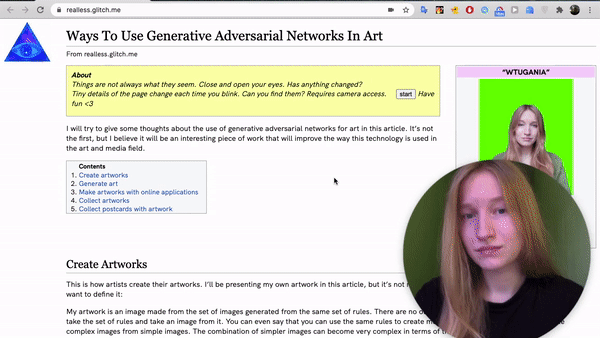 realless.glitch.me
Ways To Use Generative Adversarial Networks In Art
From realless.glitch.me
About
Things are not always what they seem. Close and open your eyes. Has anything changed?
Tiny details of the page change each time you blink. Can you find them? Requires camera access. start Have
fun <3
"WTUGANIA"
I will try to give some thoughts about the use of generative adversarial networks for art in this article. It's not
the first, but I believe it will be an interesting piece of work that will improve the way this technology is used in
the art and media field.
Contents
1. Create artworks
2. Generate art
3. Make artworks with online applications
4. Collect artworks
5. Collect postcards with artwork
Create Artworks
This is how artists create their artworks. I'll be presenting my own artwork in this article, but it's not
want to define it:
My artwork is an image made from the set of images generated from the same set of rules. There are no
take the set of rules and take an image from it. You can even say that you can use the same rules to create
complex images from simple images. The combination of simpler images can become very complex in terms of